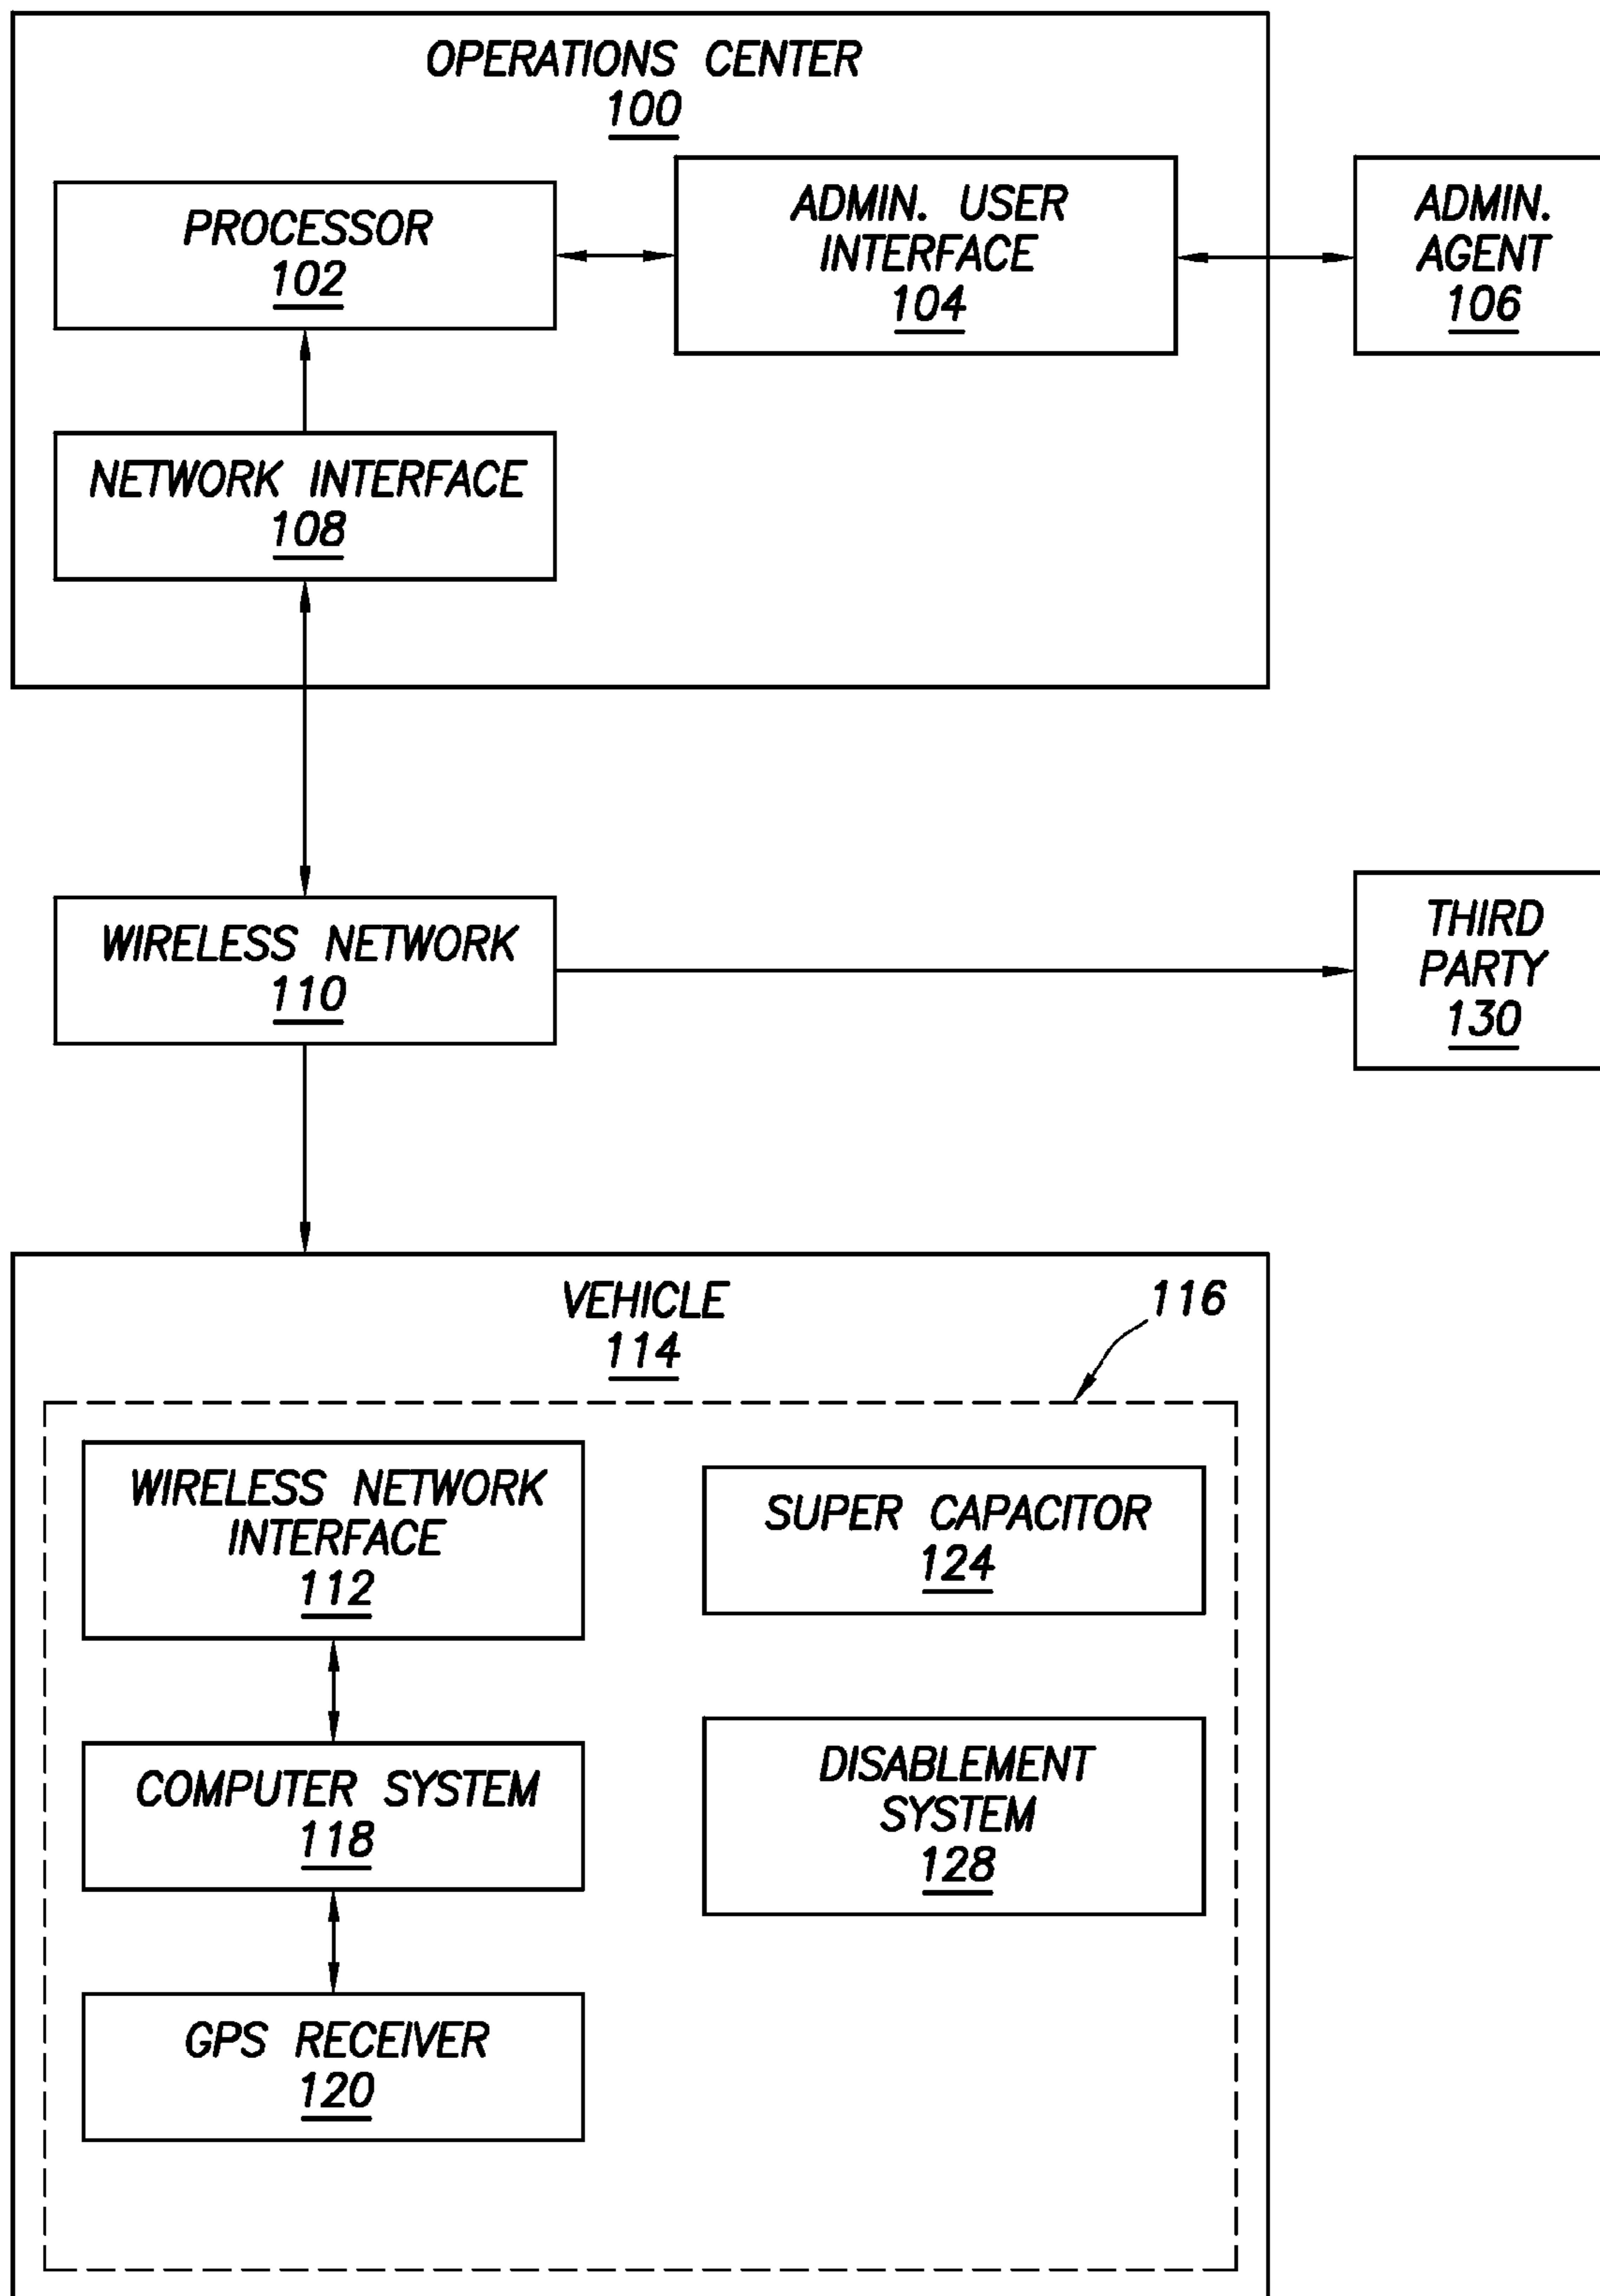 OPERATIONS CENTER
100
PROCESSOR
102
ADMIN. USER
INTERFACE
104
ADMIN.
AGENT
106
NETWORK INTERFACE
108
WIRELESS NETWORK
110
THIRD
PARTY
130
VEHICLE
114
116
WIRELESS NETWORK
INTERFACE
112
SUPER CAPACITOR
124
COMPUTER SYSTEM
118
DISABLEMENT
SYSTEM
128
GPS RECEIVER
120